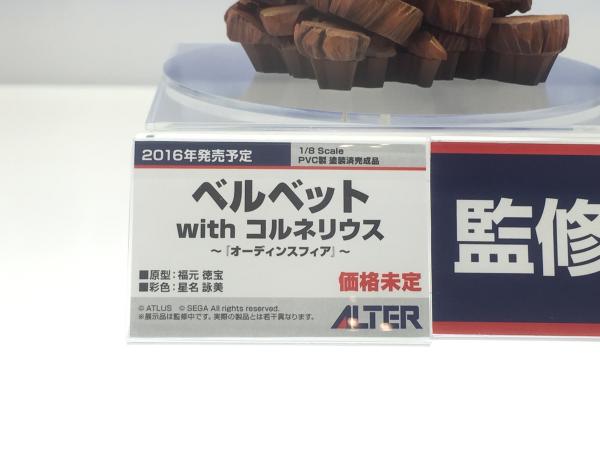 2016年発売予定
1/8 Scale
PVC製 塗装済完成品
ベルベット
with コルネリウス
～『オーディンスフィア』～
■原型：福元 徳宝
■彩色：星名 詠美
価格未定
© ATLUS © SEGA All rights reserved.
※展示品は監修中です。実際の製品とは若干異なります。
ALTER
監修